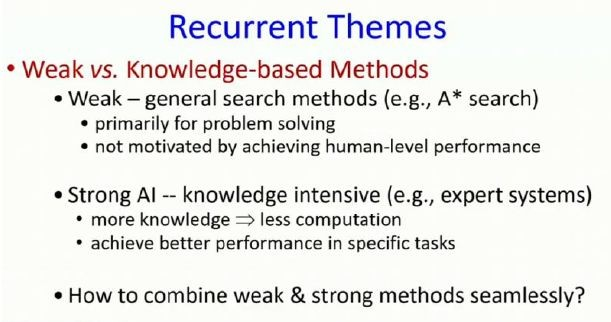 Recurrent Themes
• Weak vs. Knowledge-based Methods
• Weak – general search methods (e.g., A* search)
• primarily for problem solving
• not motivated by achieving human-level performance
• Strong AI -- knowledge intensive (e.g., expert systems)
• more knowledge ⇒ less computation
• achieve better performance in specific tasks
• How to combine weak & strong methods seamlessly?